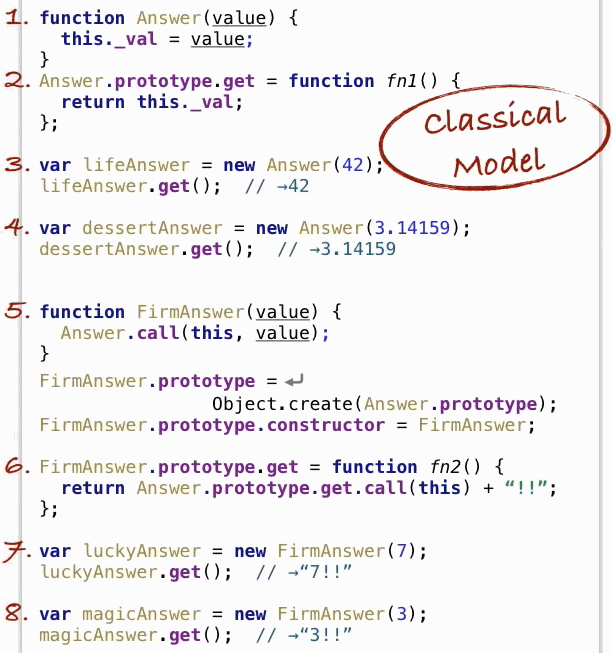 1. function Answer(value) {
this._val = value;
}
2. Answer.prototype.get = function fn1() {
return this._val;
};
Classical
Model
3. var lifeAnswer = new Answer(42);
lifeAnswer.get();  // →42
4. var dessertAnswer = new Answer(3.14159);
dessertAnswer.get();  // →3.14159
5. function FirmAnswer(value) {
Answer.call(this, value);
}
FirmAnswer.prototype = ↵
Object.create(Answer.prototype);
FirmAnswer.prototype.constructor = FirmAnswer;
6. FirmAnswer.prototype.get = function fn2() {
return Answer.prototype.get.call(this) + “!!”;
};
7. var luckyAnswer = new FirmAnswer(7);
luckyAnswer.get();  // →“7!!”
8. var magicAnswer = new FirmAnswer(3);
magicAnswer.get();  // →“3!!”